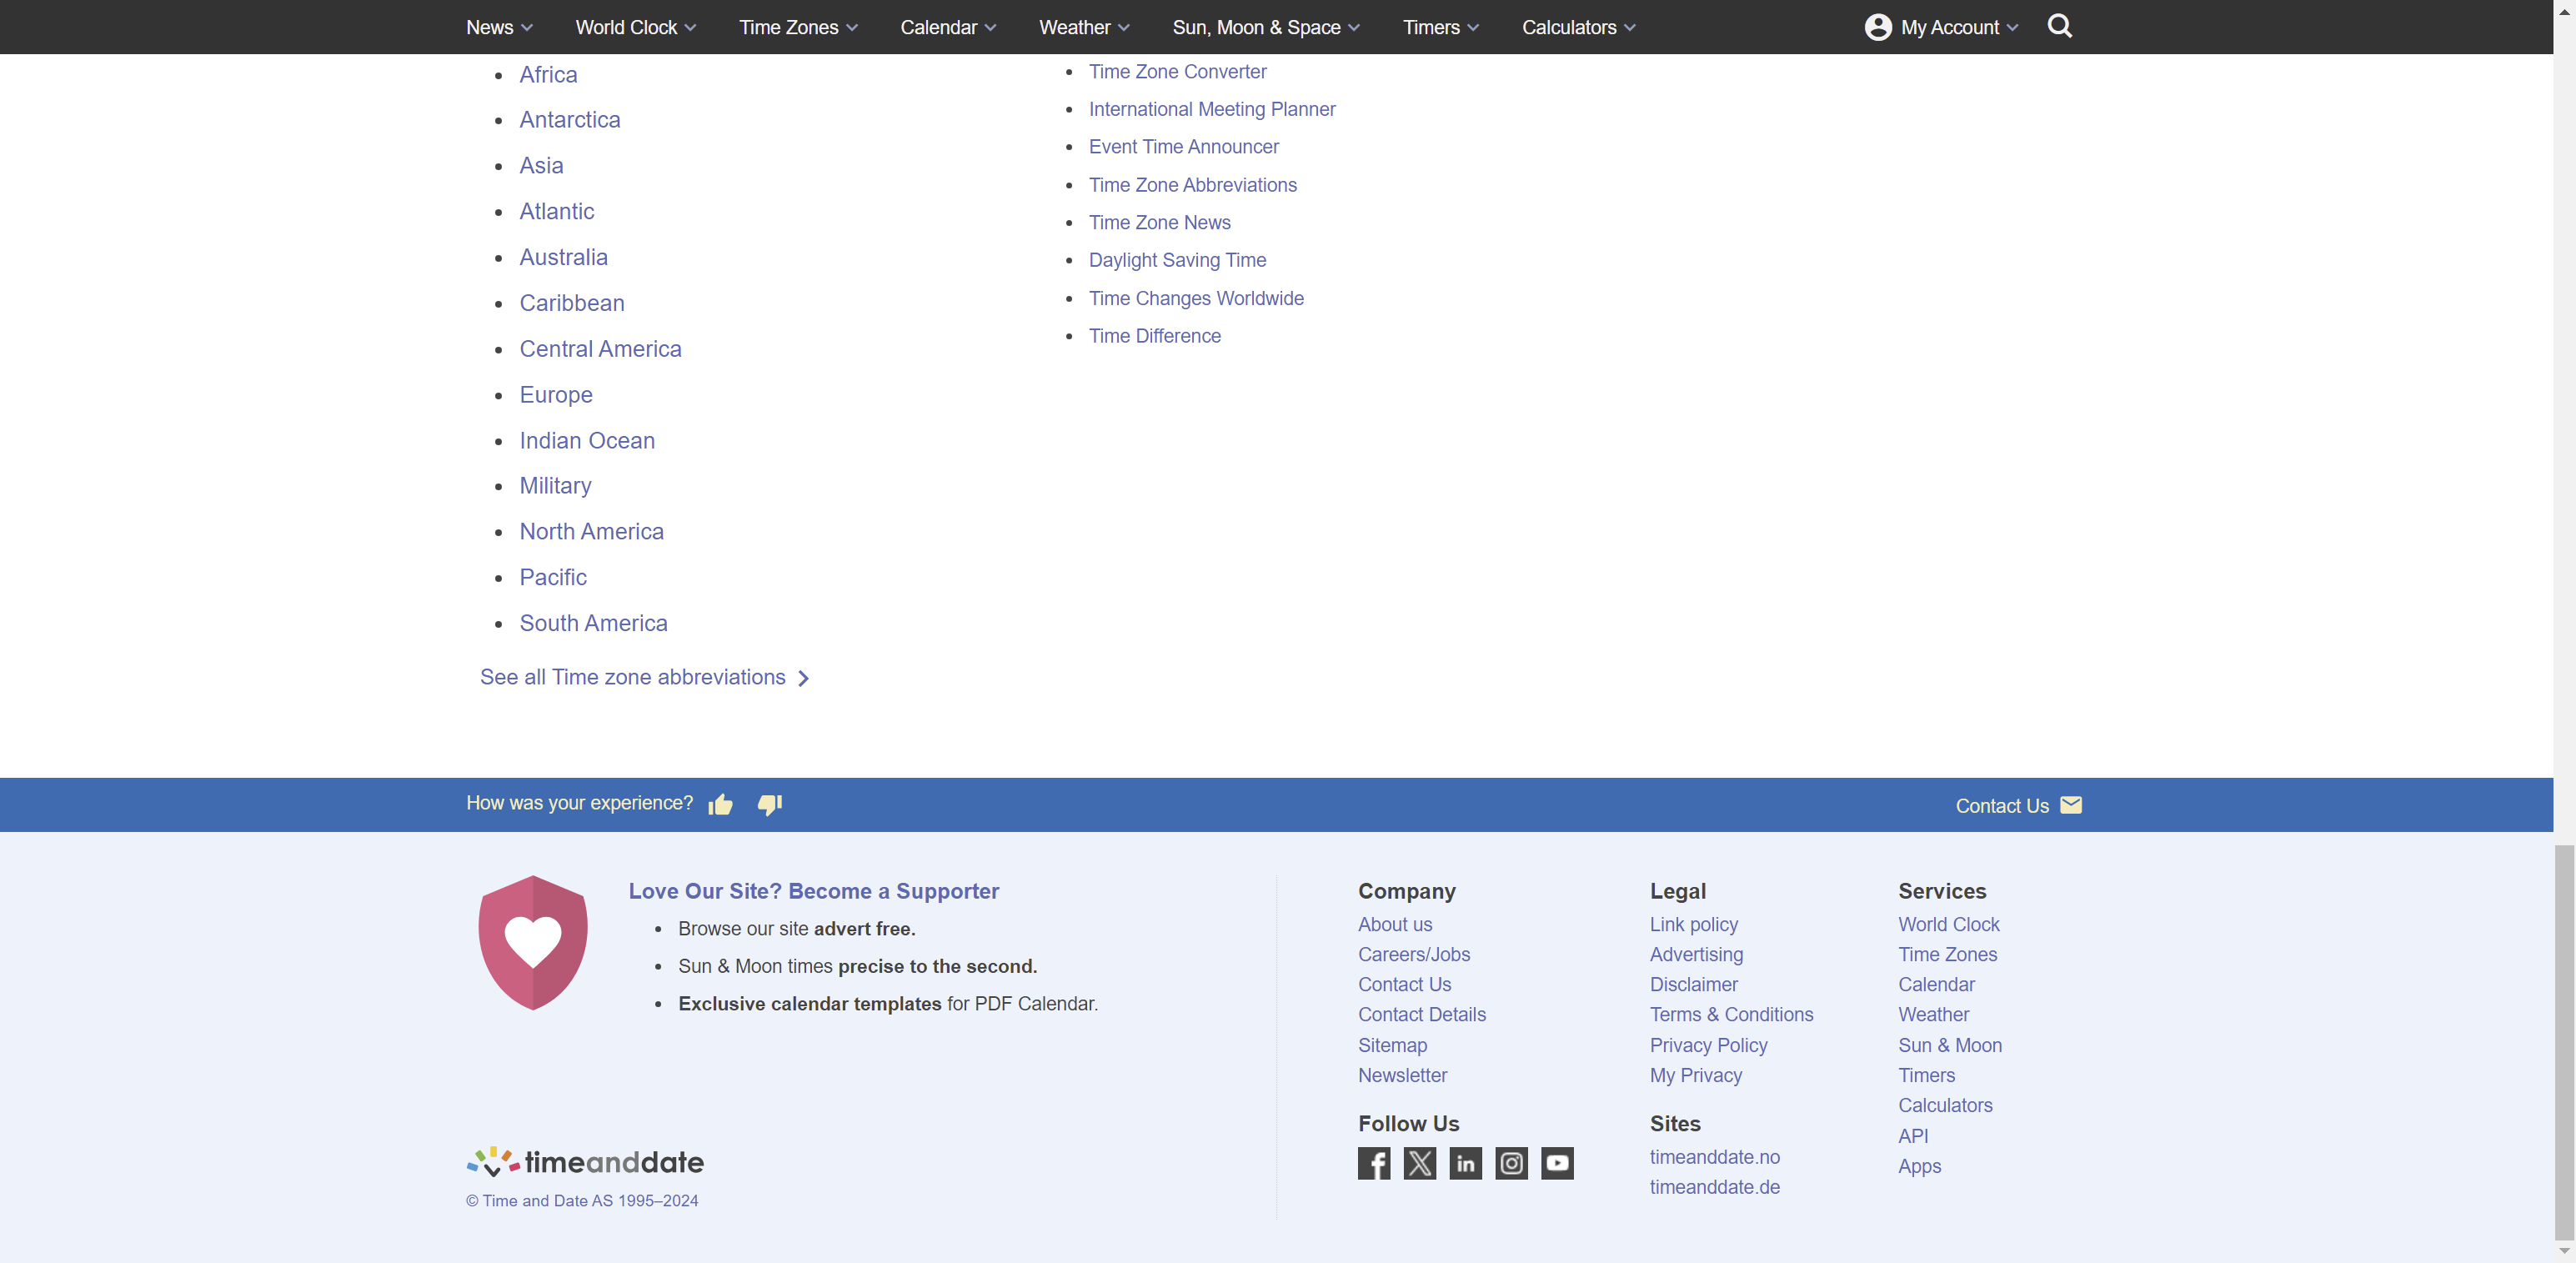 News
World Clock
Time Zones
Calendar
Weather
Sun, Moon & Space
Timers
Calculators
My Account
Africa
Antarctica
Asia
Atlantic
Australia
Caribbean
Central America
Europe
Indian Ocean
Military
North America
Pacific
South America
See all Time zone abbreviations
Time Zone Converter
International Meeting Planner
Event Time Announcer
Time Zone Abbreviations
Time Zone News
Daylight Saving Time
Time Changes Worldwide
Time Difference
How was your experience?
Contact Us
Love Our Site? Become a Supporter
Browse our site advert free.
Sun & Moon times precise to the second.
Exclusive calendar templates for PDF Calendar.
timeanddate
© Time and Date AS 1995–2024
Company
About us
Careers/Jobs
Contact Us
Contact Details
Sitemap
Newsletter
Follow Us
Legal
Link policy
Advertising
Disclaimer
Terms & Conditions
Privacy Policy
My Privacy
Sites
timeanddate.no
timeanddate.de
Services
World Clock
Time Zones
Calendar
Weather
Sun & Moon
Timers
Calculators
API
Apps